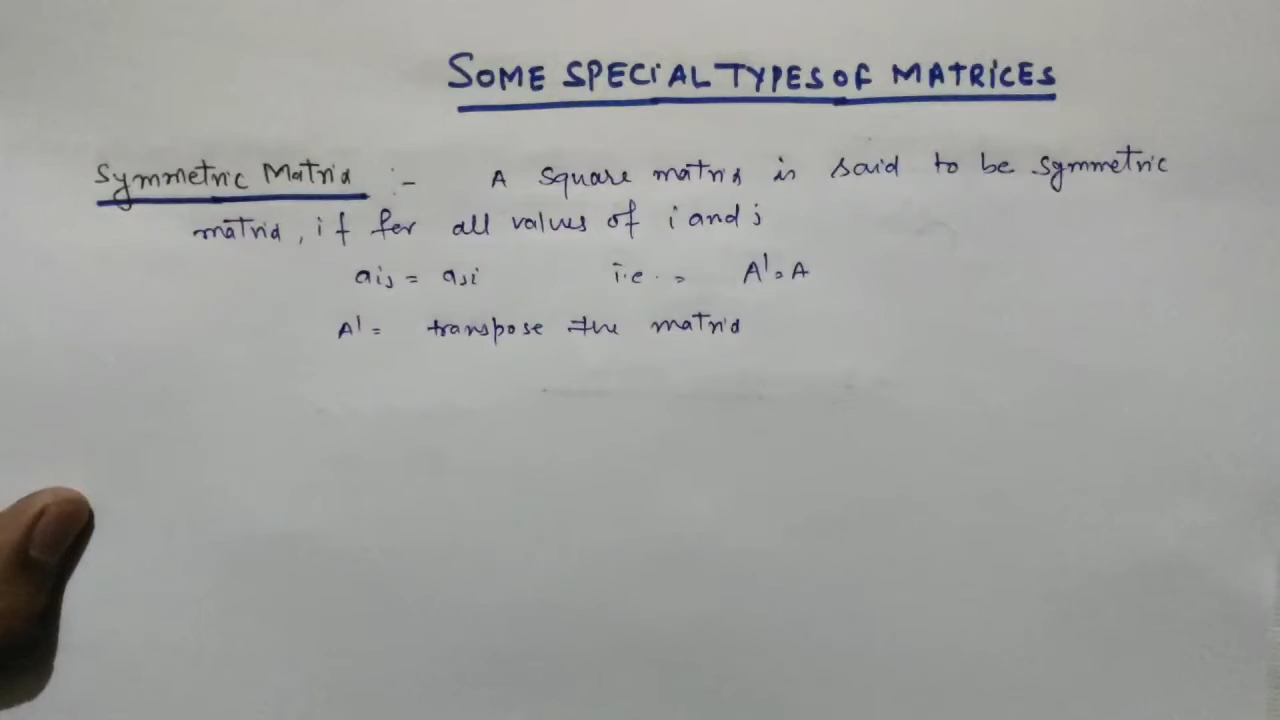 SOME SPECIAL TYPES OF MATRICES
Symmetric Matrix :- A square matrix is said to be symmetric
matrix, if for all values of i and j
aij = aji i.e. = A' = A
A' = transpose the matrix